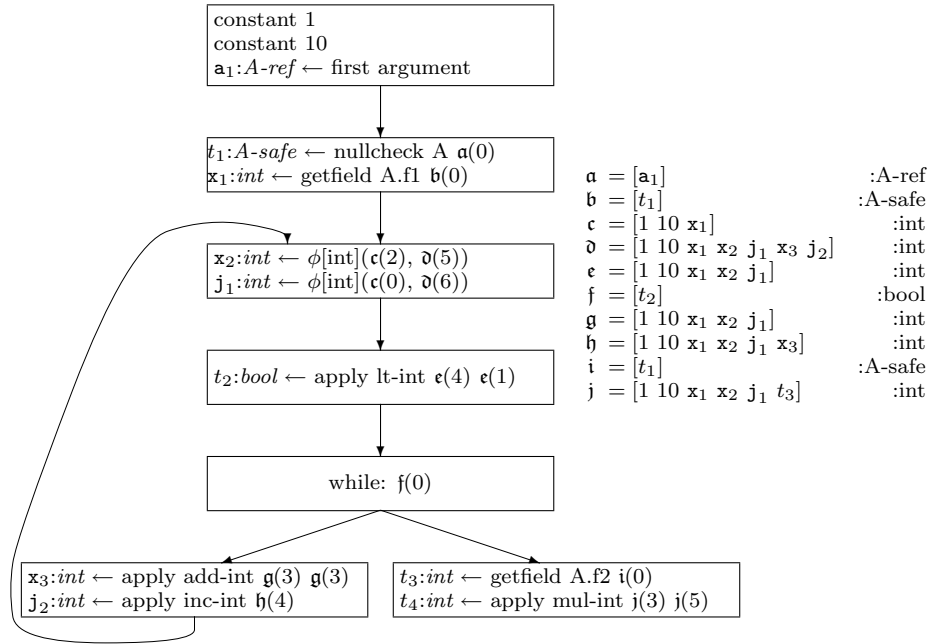 constant 1
constant 10
a₁:A-ref ← first argument
t₁:A-safe ← nullcheck A 𝔞(0)
x₁:int ← getfield A.f1 𝔟(0)
x₂:int ← ϕ[int](𝔠(2), 𝔡(5))
j₁:int ← ϕ[int](𝔠(0), 𝔡(6))
t₂:bool ← apply lt-int 𝔢(4) 𝔢(1)
while: 𝔣(0)
x₃:int ← apply add-int 𝔤(3) 𝔤(3)
j₂:int ← apply inc-int 𝔥(4)
t₃:int ← getfield A.f2 𝔦(0)
t₄:int ← apply mul-int 𝔧(3) 𝔧(5)
𝔞 = [a₁] :A-ref
𝔟 = [t₁] :A-safe
𝔠 = [1 10 x₁] :int
𝔡 = [1 10 x₁ x₂ j₁ x₃ j₂] :int
𝔢 = [1 10 x₁ x₂ j₁] :int
𝔣 = [t₂] :bool
𝔤 = [1 10 x₁ x₂ j₁] :int
𝔥 = [1 10 x₁ x₂ j₁ x₃] :int
𝔦 = [t₁] :A-safe
𝔧 = [1 10 x₁ x₂ j₁ t₃] :int